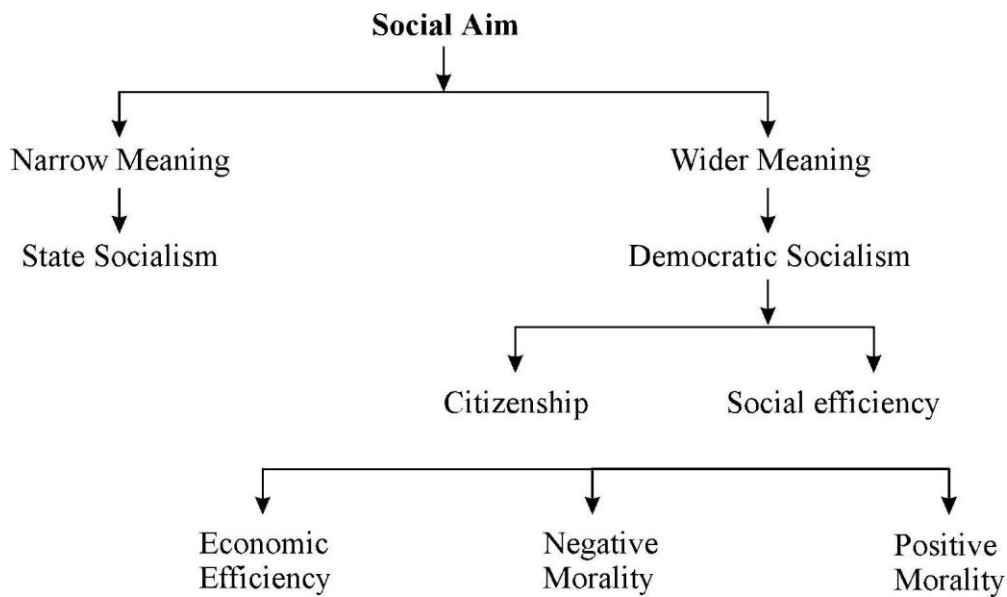 Social Aim
Narrow Meaning
Wider Meaning
State Socialism
Democratic Socialism
Citizenship
Social efficiency
Economic
Efficiency
Negative
Morality
Positive
Morality